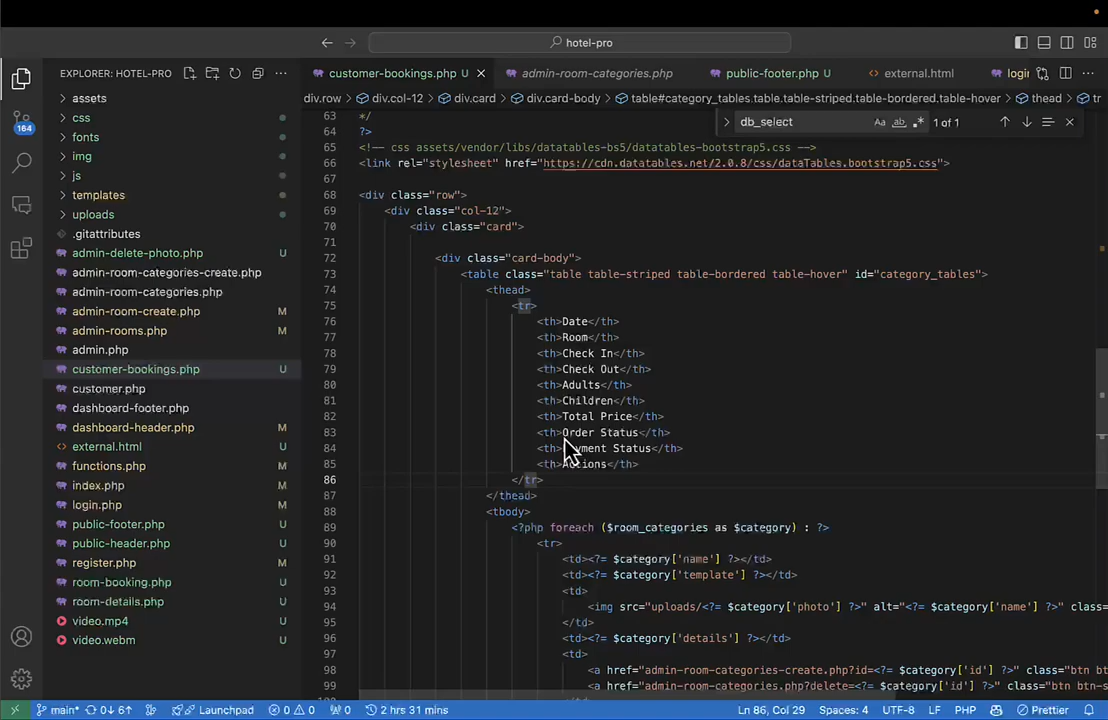 hotel-pro
EXPLORER: HOTEL-PRO
customer-bookings.php U
admin-room-categories.php
public-footer.php U
external.html
login
div.row > div.col-12 > div.card > div.card-body > table#category_tables.table.table-striped.table-bordered.table-hover > thead > tr
db_select
Aa
ab
1 of 1
164
assets
css
fonts
img
js
templates
uploads
.gitattributes
admin-delete-photo.php U
admin-room-categories-create.php
admin-room-categories.php
admin-room-create.php M
admin-rooms.php M
admin.php
customer-bookings.php U
customer.php
dashboard-footer.php
dashboard-header.php M
external.html U
functions.php M
index.php M
login.php M
public-footer.php U
public-header.php U
register.php M
room-booking.php U
room-details.php U
video.mp4 U
video.webm U
63 */
64 ?>
65 <!-- css assets/vendor/libs/datatables-bs5/datatables-bootstrap5.css -->
66 <link rel="stylesheet" href="https://cdn.datatables.net/2.0.8/css/dataTables.bootstrap5.css">
67
68 <div class="row">
69 <div class="col-12">
70 <div class="card">
71
72 <div class="card-body">
73 <table class="table table-striped table-bordered table-hover" id="category_tables">
74 <thead>
75 <tr>
76 <th>Date</th>
77 <th>Room</th>
78 <th>Check In</th>
79 <th>Check Out</th>
80 <th>Adults</th>
81 <th>Children</th>
82 <th>Total Price</th>
83 <th>Order Status</th>
84 <th>Payment Status</th>
85 <th>Actions</th>
86 </tr>
87 </thead>
88 <tbody>
89 <?php foreach ($room_categories as $category) : ?>
90 <tr>
91 <td><?= $category['name'] ?></td>
92 <td><?= $category['template'] ?></td>
93 <td>
94 <img src="uploads/<?= $category['photo'] ?>" alt="<?= $category['name'] ?>" class=
95 </td>
96 <td><?= $category['details'] ?></td>
97 <td>
98 <a href="admin-room-categories-create.php?id=<?= $category['id'] ?>" class="btn bt
99 <a href="admin-room-categories.php?delete=<?= $category['id'] ?>" class="btn btn-s
main* 0↓ 6↑ Launchpad 0 0 0 2 hrs 31 mins Ln 86, Col 29 Spaces: 4 UTF-8 LF PHP Prettier